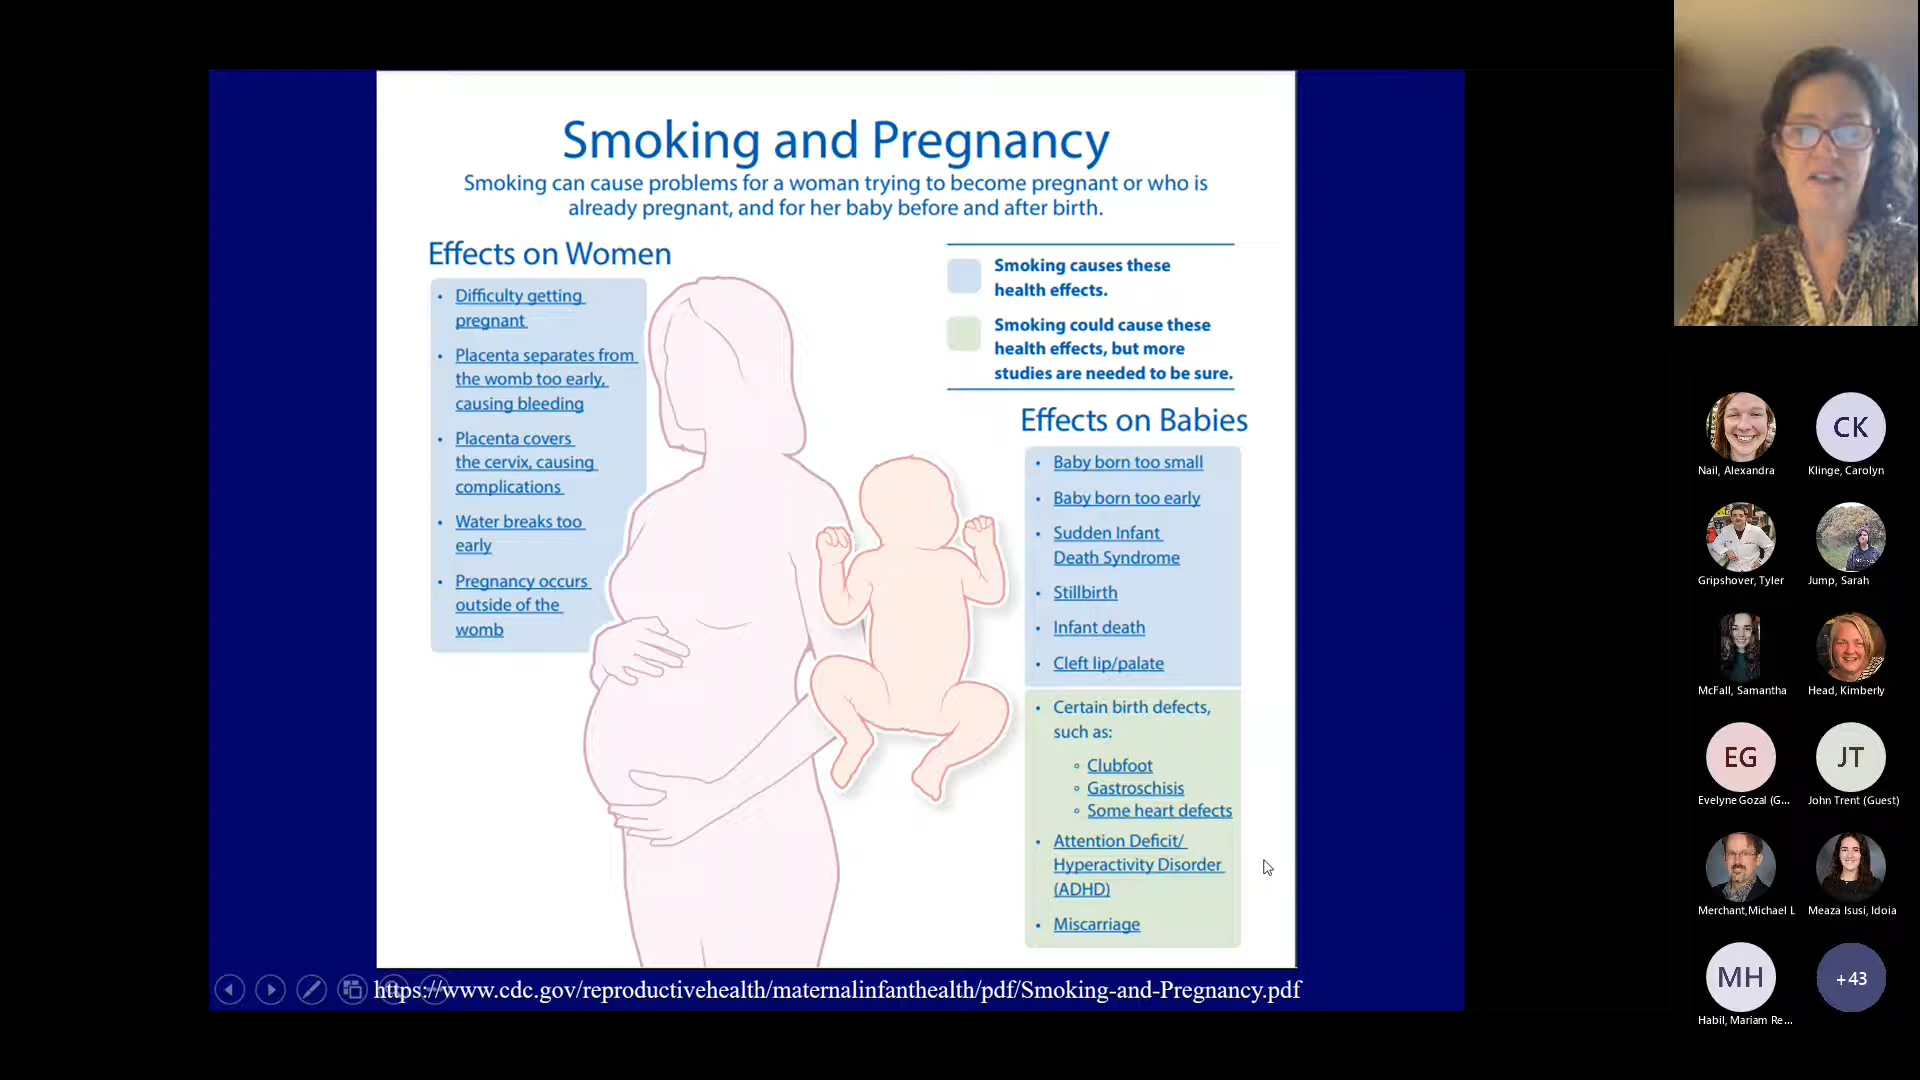 Smoking and Pregnancy
Smoking can cause problems for a woman trying to become pregnant or who is
already pregnant, and for her baby before and after birth.
Effects on Women
• Difficulty getting
pregnant
• Placenta separates from
the womb too early,
causing bleeding
• Placenta covers
the cervix, causing
complications
• Water breaks too
early
• Pregnancy occurs
outside of the
womb
Smoking causes these
health effects.
Smoking could cause these
health effects, but more
studies are needed to be sure.
Effects on Babies
• Baby born too small
• Baby born too early
• Sudden Infant
Death Syndrome
• Stillbirth
• Infant death
• Cleft lip/palate
• Certain birth defects,
such as:
◦ Clubfoot
◦ Gastroschisis
◦ Some heart defects
• Attention Deficit/
Hyperactivity Disorder
(ADHD)
• Miscarriage
https://www.cdc.gov/reproductivehealth/maternalinfanthealth/pdf/Smoking-and-Pregnancy.pdf
Nail, Alexandra
CK
Klinge, Carolyn
Gripshover, Tyler
Jump, Sarah
McFall, Samantha
Head, Kimberly
EG
Evelyne Gozal (G...
JT
John Trent (Guest)
Merchant,Michael L
Meaza Isusi, Idoia
MH
Habil, Mariam Re...
+43